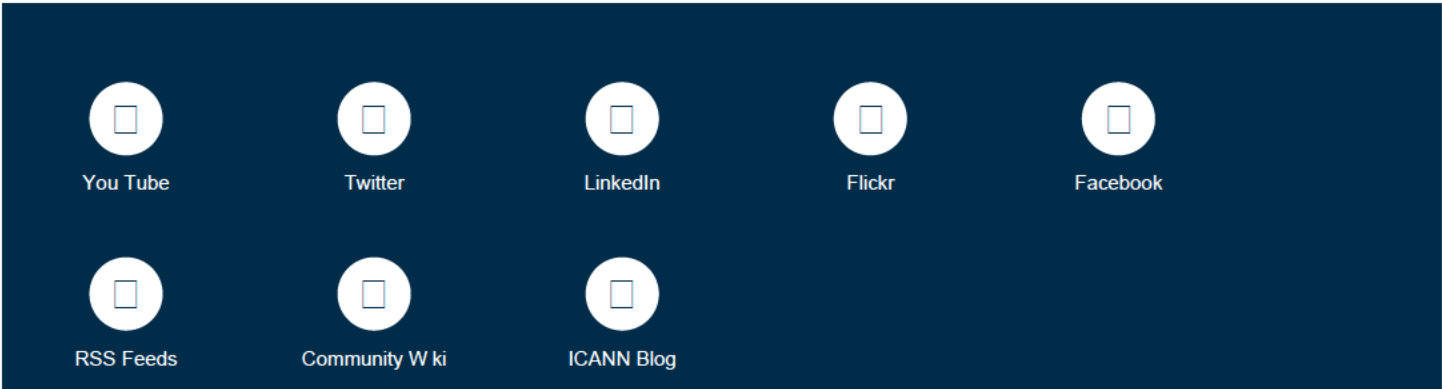 You Tube Twitter LinkedIn Flickr Facebook
RSS Feeds Community W ki ICANN Blog